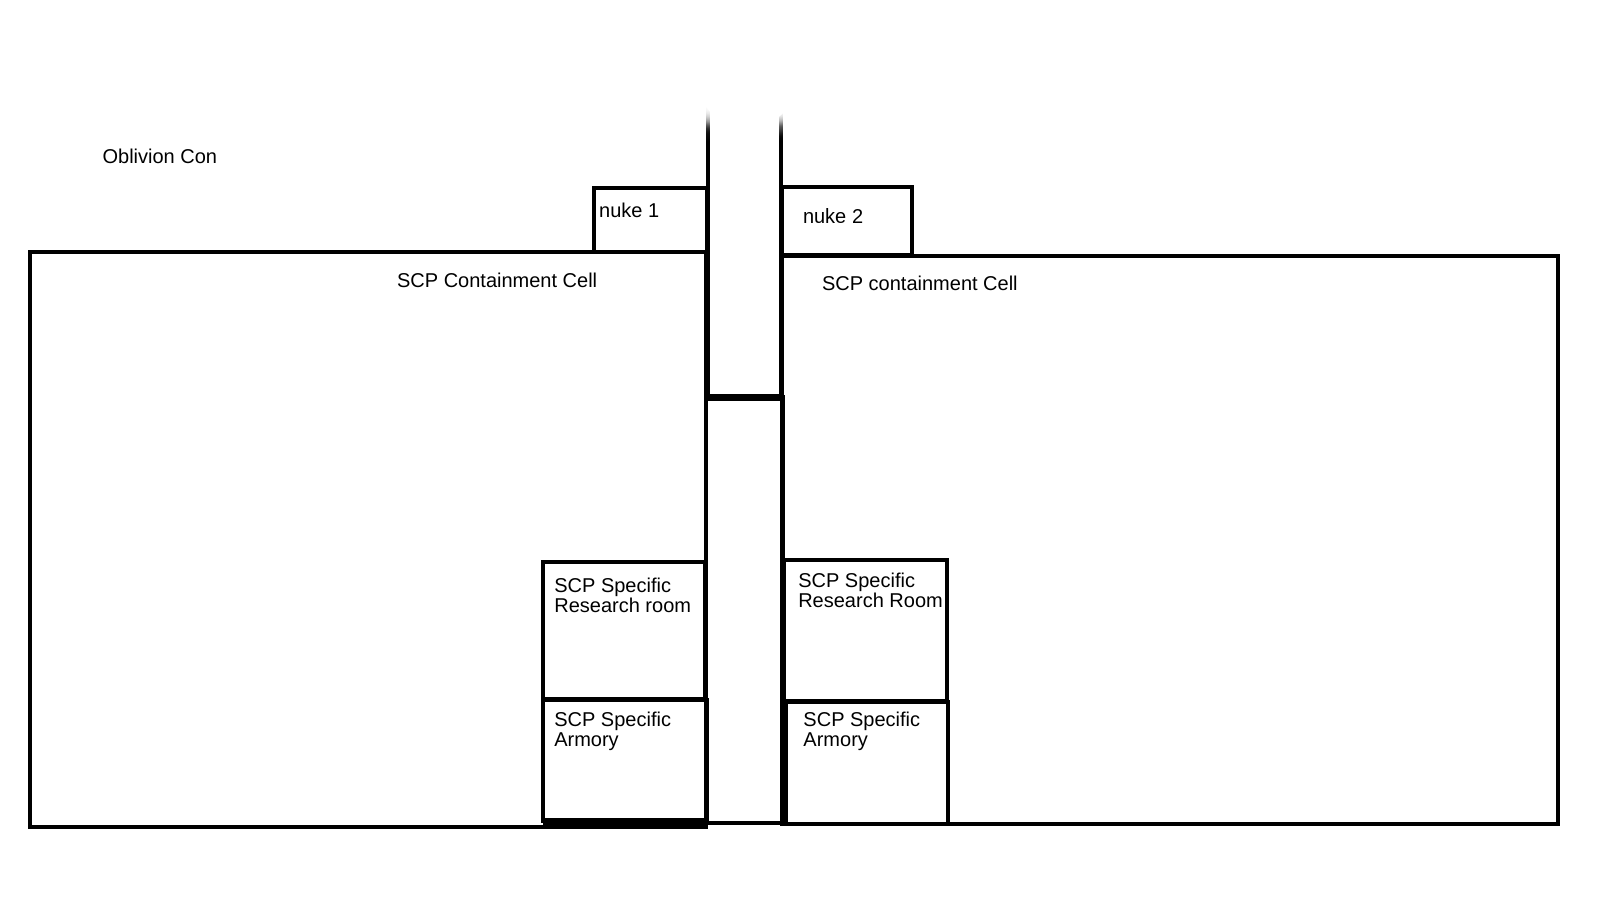 Oblivion Con
nuke 1
nuke 2
SCP Containment Cell
SCP containment Cell
SCP Specific
Research room
SCP Specific
Research Room
SCP Specific
Armory
SCP Specific
Armory